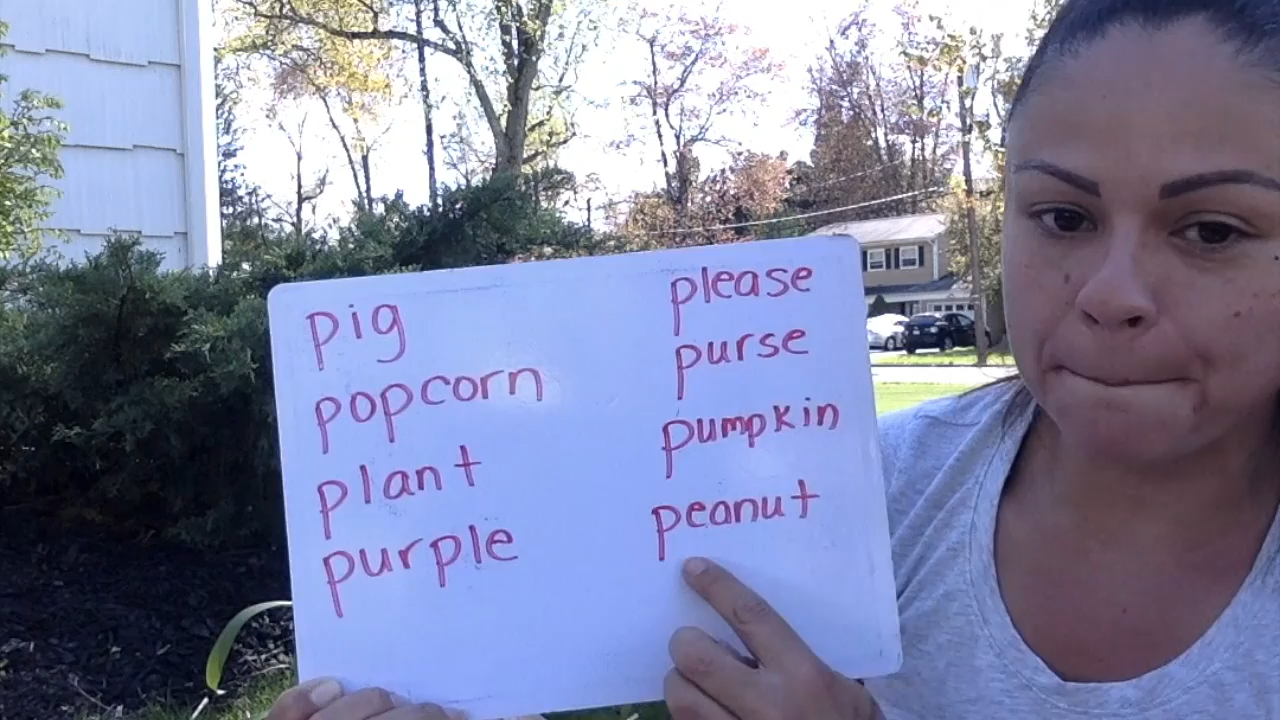 pig
popcorn
plant
purple
please
purse
pumpkin
peanut